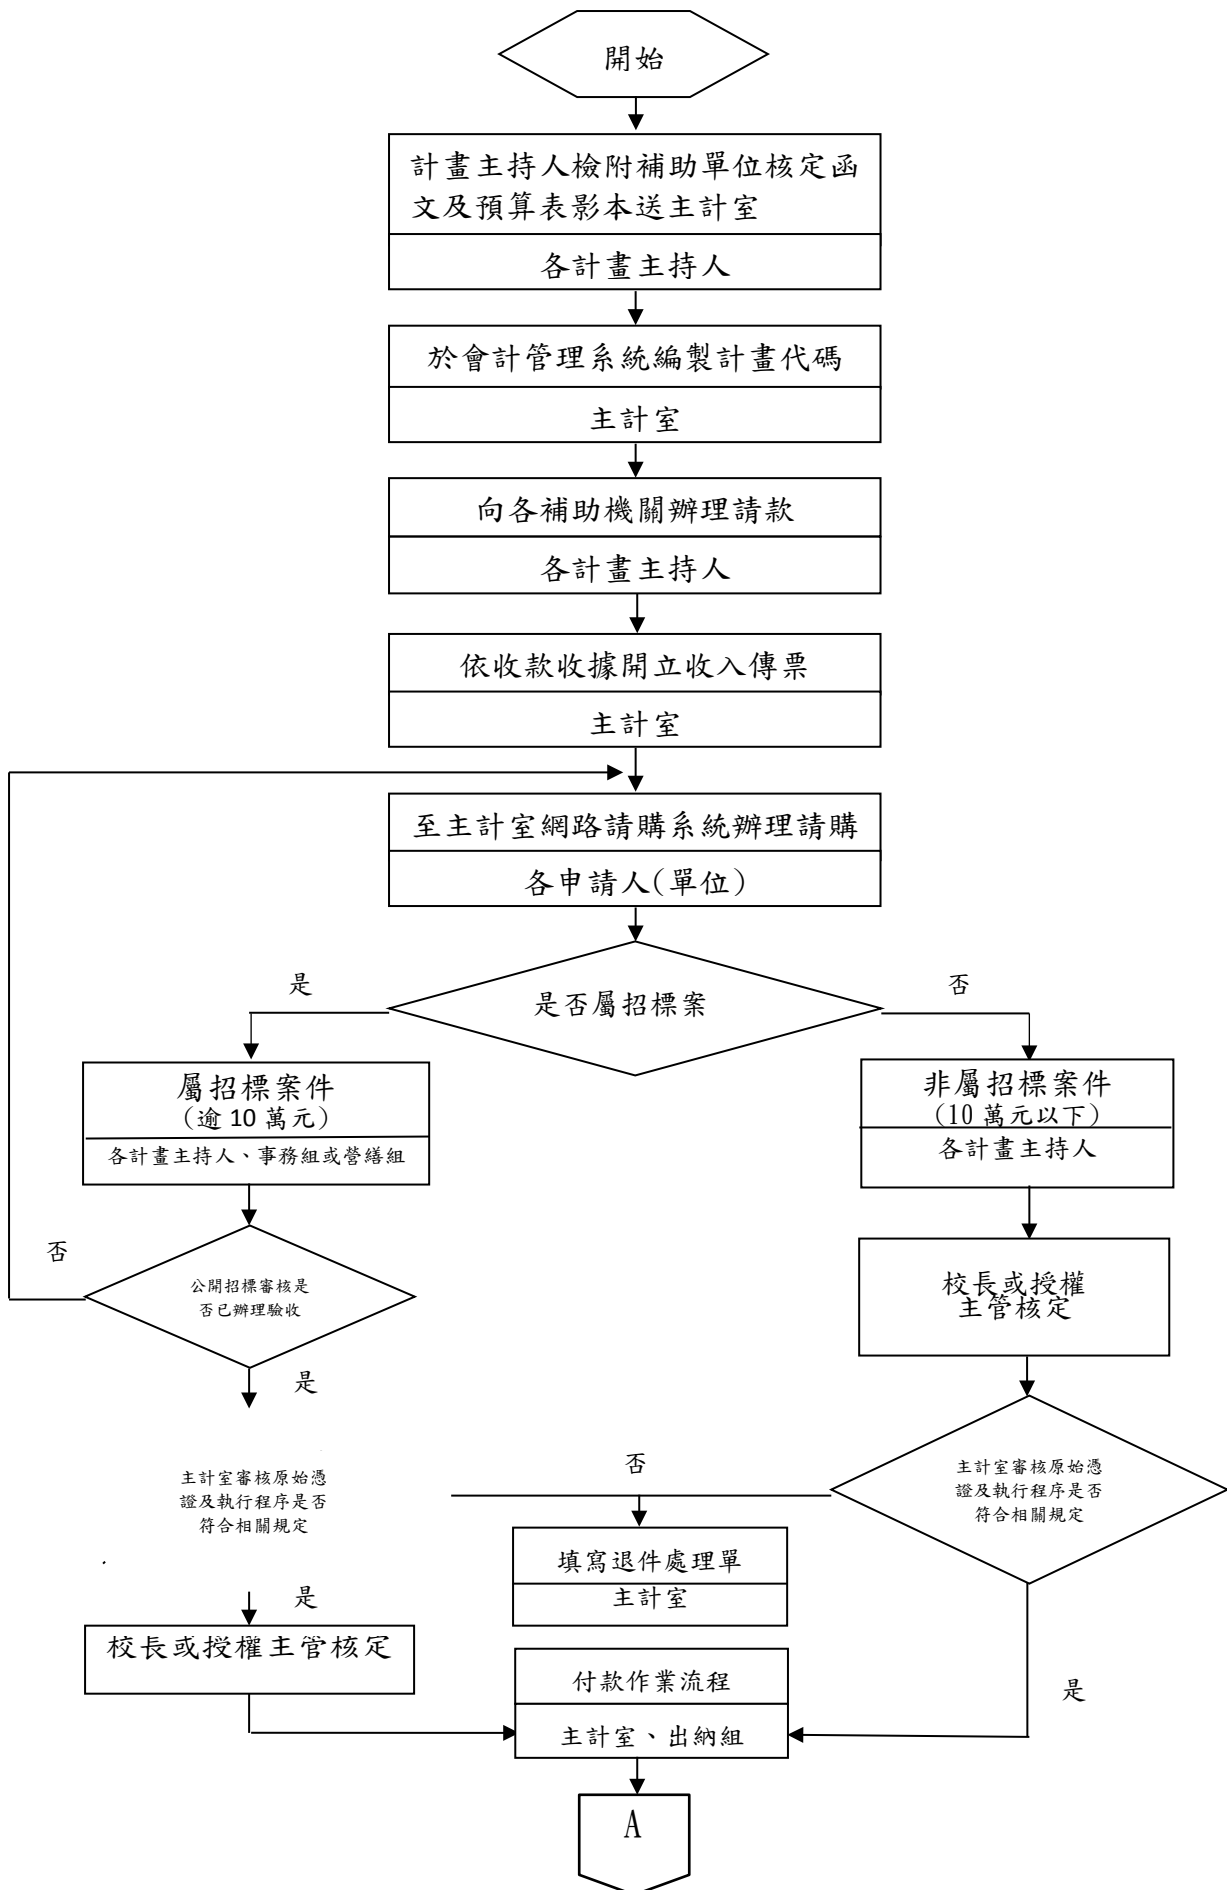 開始
計畫主持人檢附補助單位核定函
文及預算表影本送主計室
各計畫主持人
於會計管理系統編製計畫代碼
主計室
向各補助機關辦理請款
各計畫主持人
依收款收據開立收入傳票
主計室
至主計室網路請購系統辦理請購
各申請人(單位)
是否屬招標案
是
否
屬招標案件
(逾 10 萬元)
各計畫主持人、事務組或營繕組
非屬招標案件
(10 萬元以下)
各計畫主持人
否
公開招標審核是
否已辦理驗收
是
校長或授權
主管核定
主計室審核原始憑
證及執行程序是否
符合相關規定
否
主計室審核原始憑
證及執行程序是否
符合相關規定
填寫退件處理單
主計室
是
校長或授權主管核定
付款作業流程
主計室、出納組
是
A